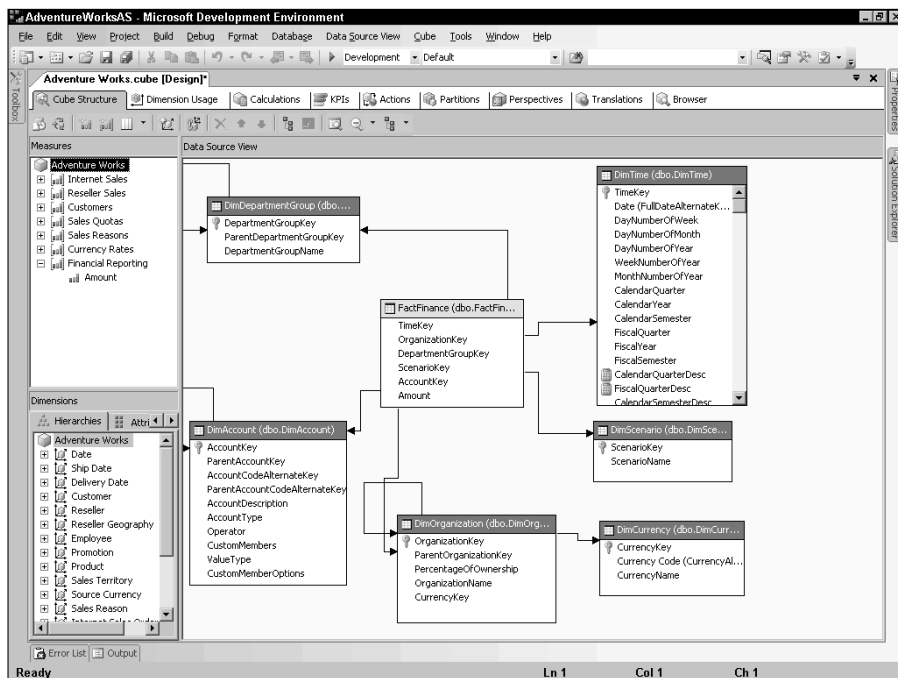 AdventureWorksAS - Microsoft Development Environment
File Edit View Project Build Debug Format Database Data Source View Cube Tools Window Help
Development Default
Adventure Works.cube [Design]*
Cube Structure Dimension Usage Calculations KPIs Actions Partitions Perspectives Translations Browser
Toolbox
Properties
Solution Explorer
Measures
Adventure Works
Internet Sales
Reseller Sales
Customers
Sales Quotas
Sales Reasons
Currency Rates
Financial Reporting
Amount
Dimensions
Hierarchies Attri
Adventure Works
Date
Ship Date
Delivery Date
Customer
Reseller
Reseller Geography
Employee
Promotion
Product
Sales Territory
Source Currency
Sales Reason
Internet Sales Order
Data Source View
DimDepartmentGroup (dbo....
DepartmentGroupKey
ParentDepartmentGroupKey
DepartmentGroupName
DimTime (dbo.DimTime)
TimeKey
Date (FullDateAlternateK...
DayNumberOfWeek
DayNumberOfMonth
DayNumberOfYear
WeekNumberOfYear
MonthNumberOfYear
CalendarQuarter
CalendarYear
CalendarSemester
FiscalQuarter
FiscalYear
FiscalSemester
CalendarQuarterDesc
FiscalQuarterDesc
CalendarSemesterDesc
FactFinance (dbo.FactFin...
TimeKey
OrganizationKey
DepartmentGroupKey
ScenarioKey
AccountKey
Amount
DimAccount (dbo.DimAccount)
AccountKey
ParentAccountKey
AccountCodeAlternateKey
ParentAccountCodeAlternateKey
AccountDescription
AccountType
Operator
CustomMembers
ValueType
CustomMemberOptions
DimScenario (dbo.DimSce...
ScenarioKey
ScenarioName
DimOrganization (dbo.DimOrg...
OrganizationKey
ParentOrganizationKey
PercentageOfOwnership
OrganizationName
CurrencyKey
DimCurrency (dbo.DimCurr...
CurrencyKey
Currency Code (CurrencyAl...
CurrencyName
Error List Output
Ready Ln 1 Col 1 Ch 1